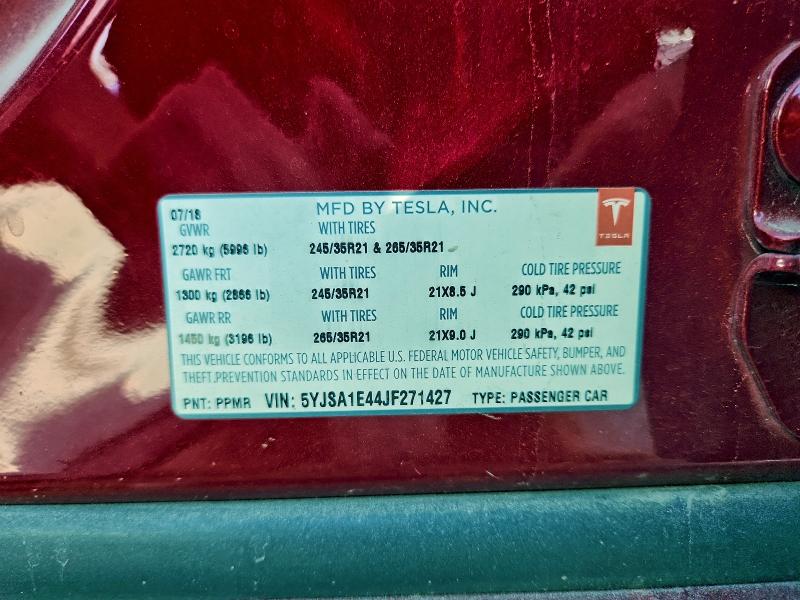 07/18 MFD BY TESLA, INC.
TESLA
GVWR WITH TIRES
2720 kg (5996 lb) 245/35R21 & 265/35R21
GAWR FRT WITH TIRES RIM COLD TIRE PRESSURE
1300 kg (2866 lb) 245/35R21 21X8.5 J 290 kPa, 42 psi
GAWR RR WITH TIRES RIM COLD TIRE PRESSURE
1450 kg (3196 lb) 265/35R21 21X9.0 J 290 kPa, 42 psi
THIS VEHICLE CONFORMS TO ALL APPLICABLE U.S. FEDERAL MOTOR VEHICLE SAFETY, BUMPER, AND
THEFT.PREVENTION STANDARDS IN EFFECT ON THE DATE OF MANUFACTURE SHOWN ABOVE.
PNT: PPMR VIN: 5YJSA1E44JF271427 TYPE: PASSENGER CAR